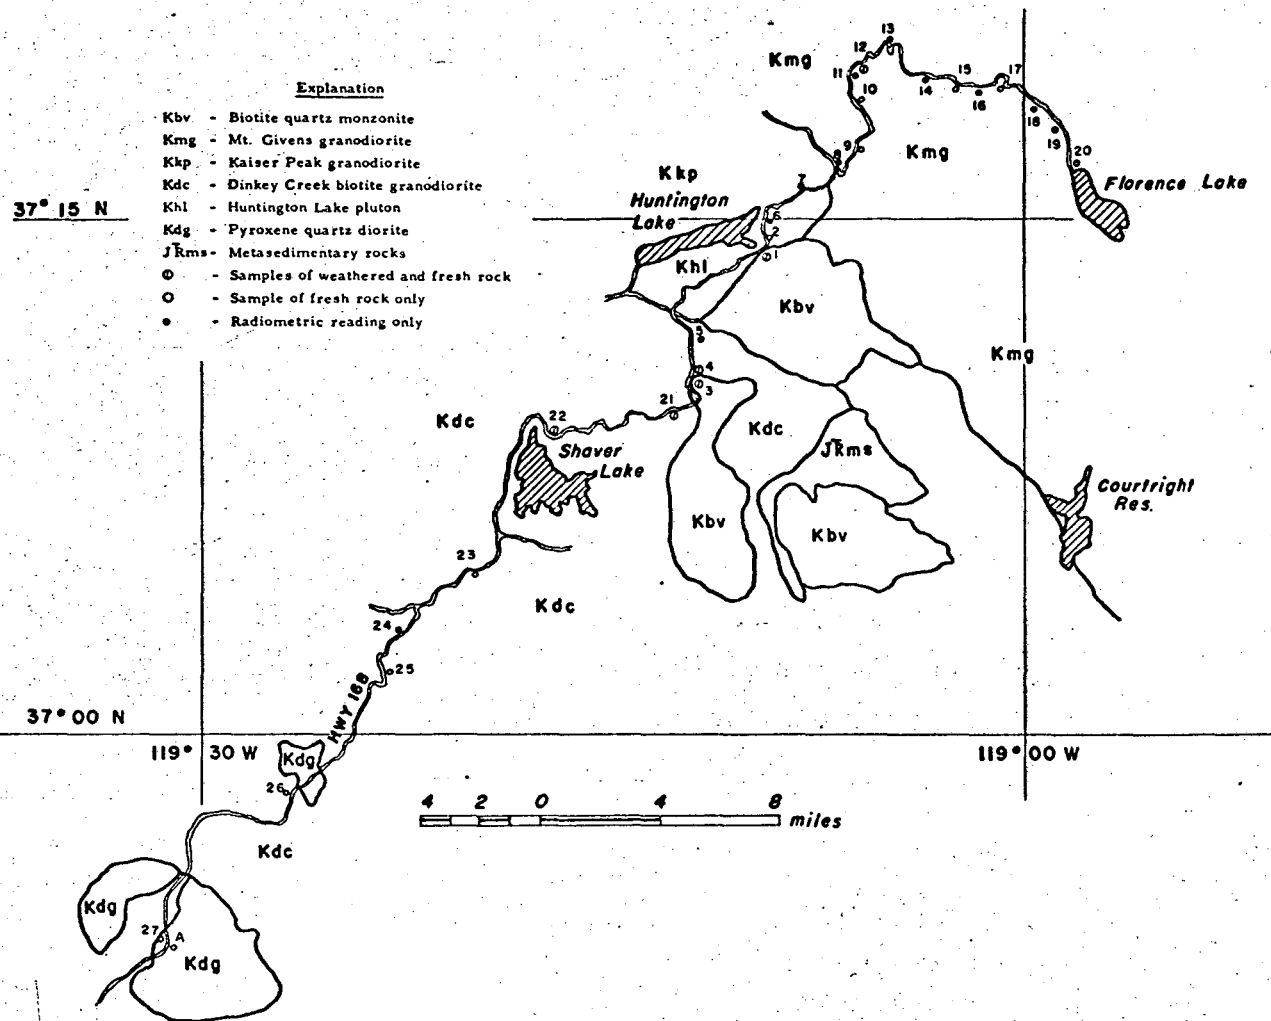 Explanation
Kbv - Biotite quartz monzonite
Kmg - Mt. Givens granodiorite
Kkp - Kaiser Peak granodiorite
Kdc - Dinkey Creek biotite granodiorite
Khl - Huntington Lake pluton
Kdg - Pyroxene quartz diorite
JTRms - Metasedimentary rocks
- Samples of weathered and fresh rock
- Sample of fresh rock only
- Radiometric reading only
13
12
Kmg
11
10
14
15
16
17
18
19
20
9
8
Kmg
7
Kkp
Huntington
Lake
Florence Lake
37° 15 N
6
2
1
Khl
Kbv
5
Kmg
4
3
21
22
Kdc
Kdc
Shaver
Lake
JTRms
Courtright
Res.
Kbv
Kbv
23
Kdc
24
25
HWY 168
37° 00 N
119° 30 W
119° 00 W
Kdg
26
4 2 0 4 8
miles
Kdc
Kdg
27
A
Kdg